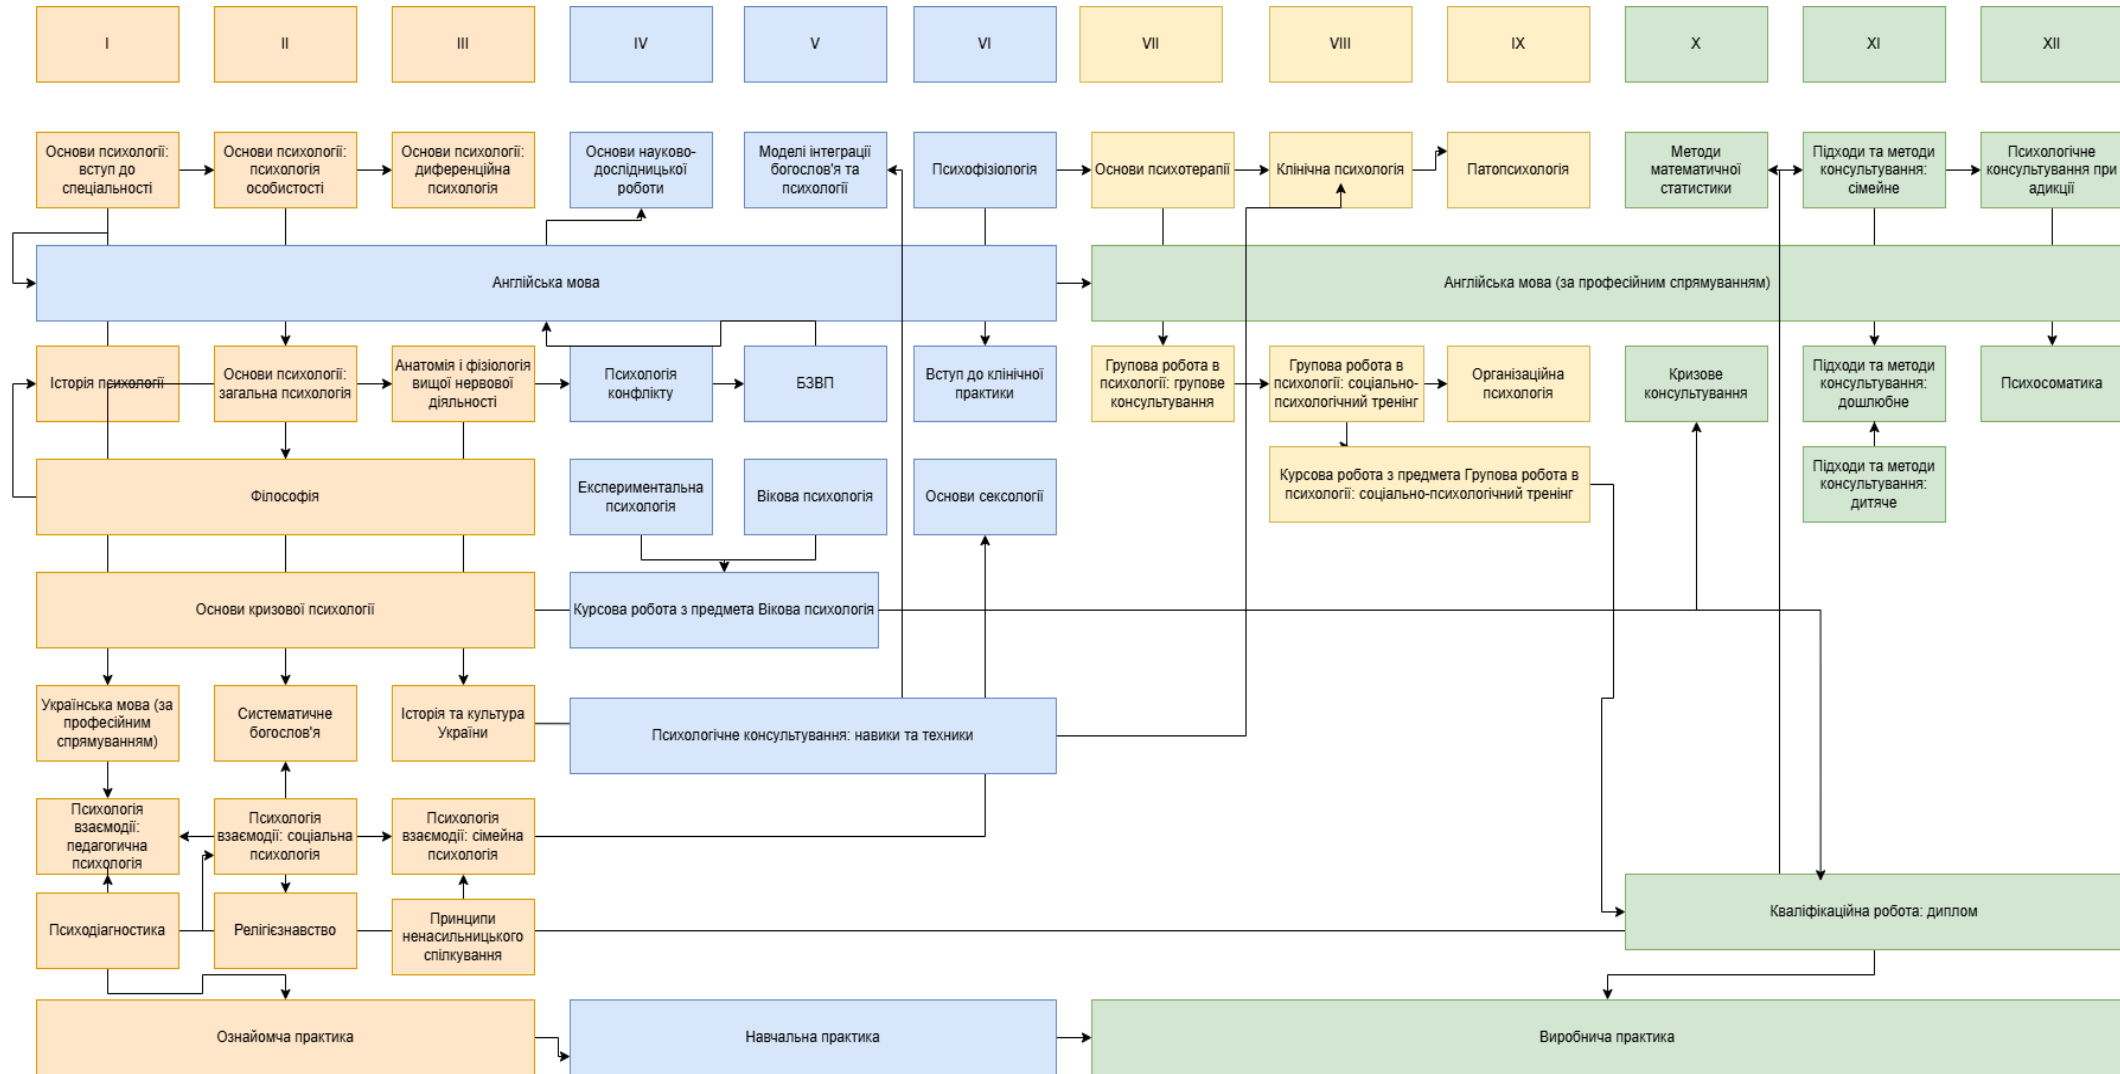 I
II
III
IV
V
VI
VII
VIII
IX
X
XI
XII
Основи психології:
вступ до
спеціальності
Основи психології:
психологія
особистості
Основи психології:
диференційна
психологія
Основи науково-
дослідницької
роботи
Моделі інтеграції
богослов'я та
психології
Психофізіологія
Основи психотерапії
Клінічна психологія
Патопсихологія
Методи
математичної
статистики
Підходи та методи
консультування:
сімейне
Психологічне
консультування при
адикції
Англійська мова
Англійська мова (за професійним спрямуванням)
Історія психології
Основи психології:
загальна психологія
Анатомія і фізіологія
вищої нервової
діяльності
Психологія
конфлікту
БЗВП
Вступ до клінічної
практики
Групова робота в
психології: групове
консультування
Групова робота в
психології: соціально-
психологічний тренінг
Організаційна
психологія
Кризове
консультування
Підходи та методи
консультування:
дошлюбне
Психосоматика
Філософія
Експериментальна
психологія
Вікова психологія
Основи сексології
Курсова робота з предмета Групова робота в
психології: соціально-психологічний тренінг
Підходи та методи
консультування:
дитяче
Основи кризової психології
Курсова робота з предмета Вікова психологія
Українська мова (за
професійним
спрямуванням)
Систематичне
богослов'я
Історія та культура
України
Психологічне консультування: навики та техники
Психологія
взаємодії:
педагогична
психологія
Психологія
взаємодії: соціальна
психологія
Психологія
взаємодії: сімейна
психологія
Психодіагностика
Релігієзнавство
Принципи
ненасильницького
спілкування
Кваліфікаційна робота: диплом
Ознайомча практика
Навчальна практика
Виробнича практика